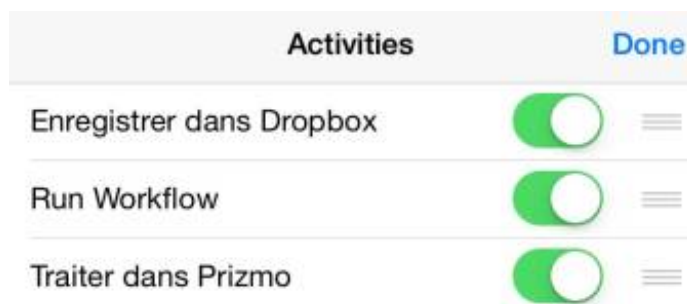 Activities Done
Enregistrer dans Dropbox
Run Workflow
Traiter dans Prizmo